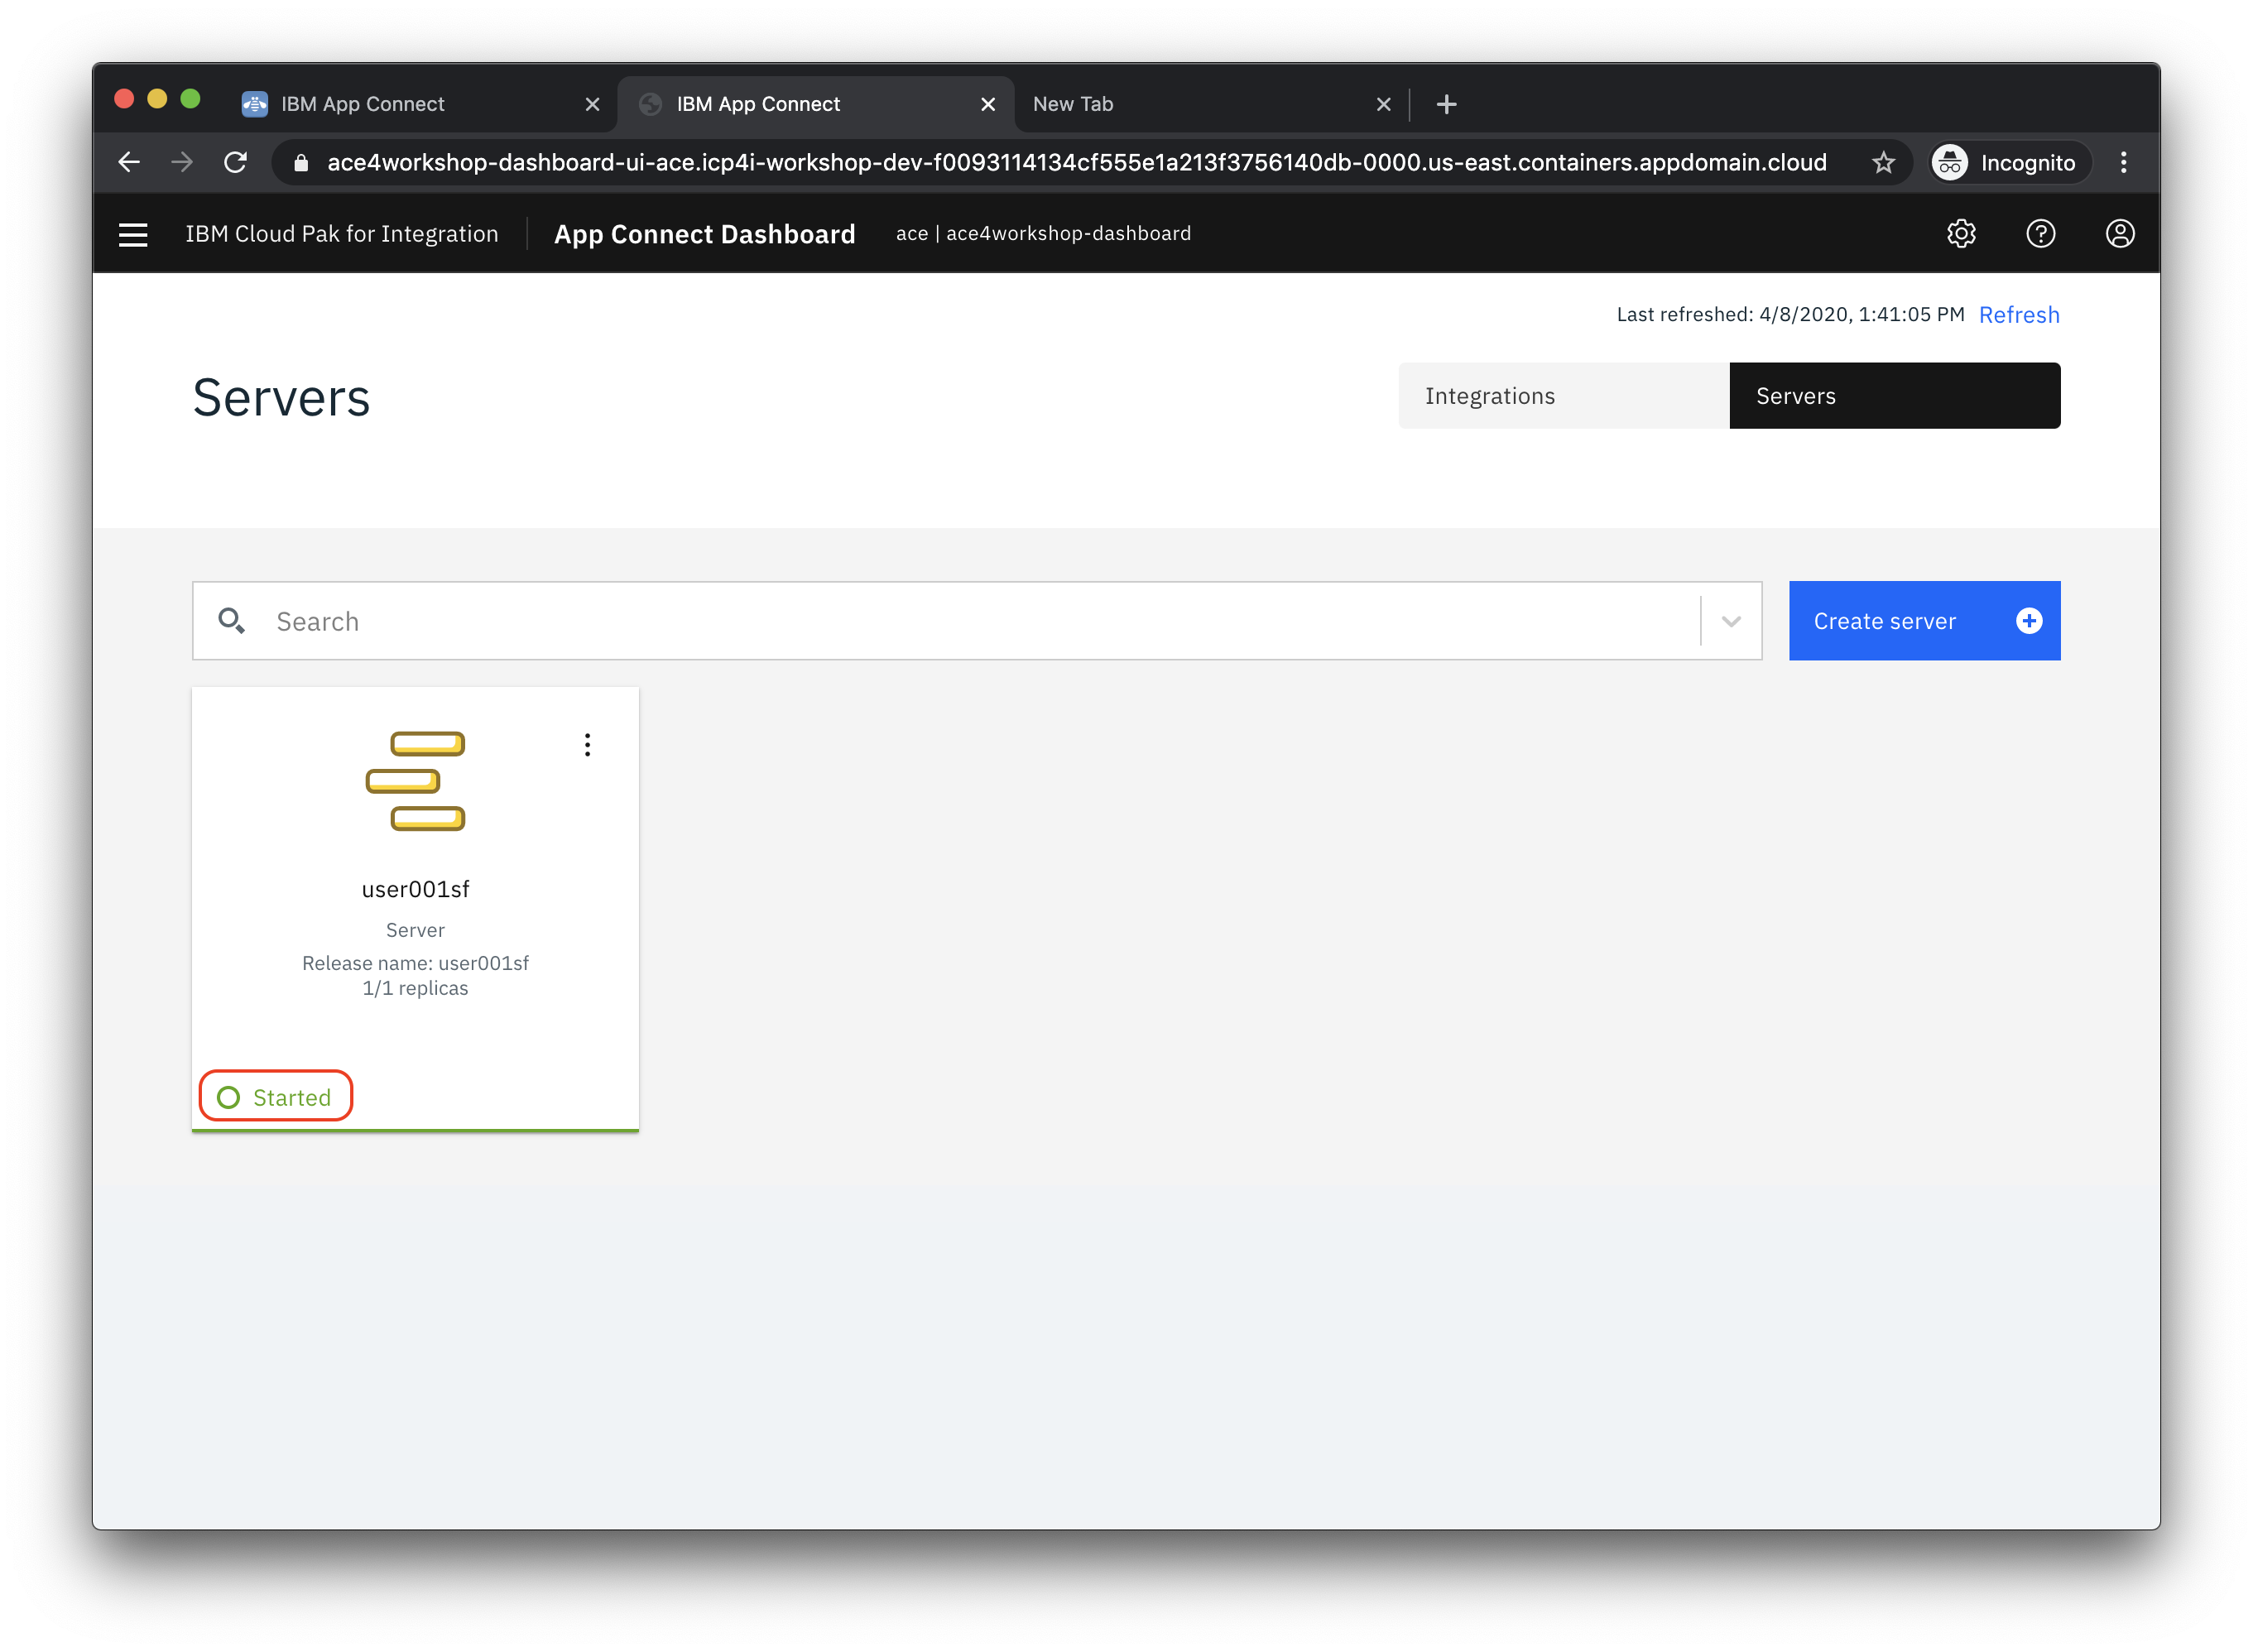 IBM App Connect
IBM App Connect
New Tab
ace4workshop-dashboard-ui-ace.icp4i-workshop-dev-f0093114134cf555e1a213f3756140db-0000.us-east.containers.appdomain.cloud
Incognito
IBM Cloud Pak for Integration
App Connect Dashboard
ace | ace4workshop-dashboard
Last refreshed: 4/8/2020, 1:41:05 PM Refresh
Servers
Integrations
Servers
Search
Create server
user001sf
Server
Release name: user001sf
1/1 replicas
Started